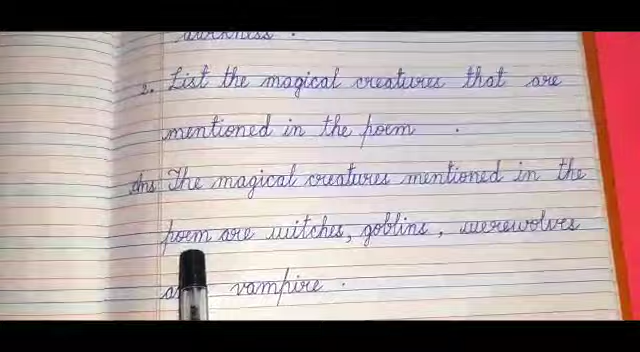 darkness.
2. List the magical creatures that are
mentioned in the poem.
Ans The magical creatures mentioned in the
poem are witches, goblins, werewolves
vampire.